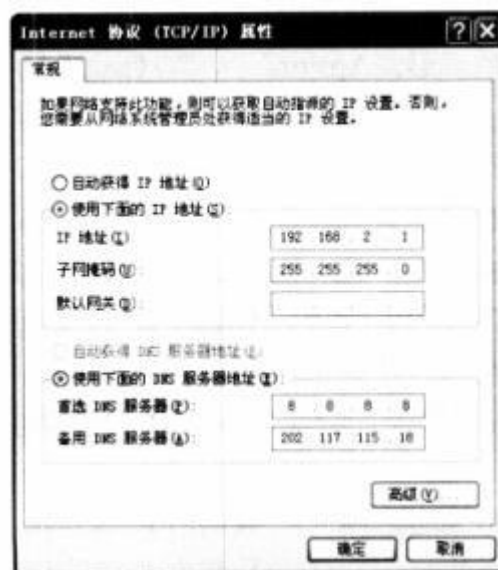 Internet 协议 (TCP/IP) 属性
常规
如果网络支持此功能，则可以获取自动指派的 IP 设置。否则，
您需要从网络系统管理员处获得适当的 IP 设置。
自动获得 IP 地址(O)
使用下面的 IP 地址(S):
IP 地址(I): 192 168 2 1
子网掩码(U): 255 255 255 0
默认网关(D):
自动获得 DNS 服务器地址(B)
使用下面的 DNS 服务器地址(E):
首选 DNS 服务器(P): 8 8 8 8
备用 DNS 服务器(A): 202 117 115 18
高级(V)...
确定 取消